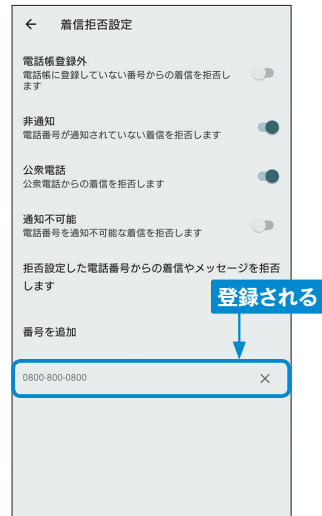 ← 着信拒否設定
電話帳登録外
電話帳に登録していない番号からの着信を拒否し
ます
非通知
電話番号が通知されていない着信を拒否します
公衆電話
公衆電話からの着信を拒否します
通知不可能
電話番号を通知不可能な着信を拒否します
拒否設定した電話番号からの着信やメッセージを拒否
します
登録される
番号を追加
0800-800-0800 ×